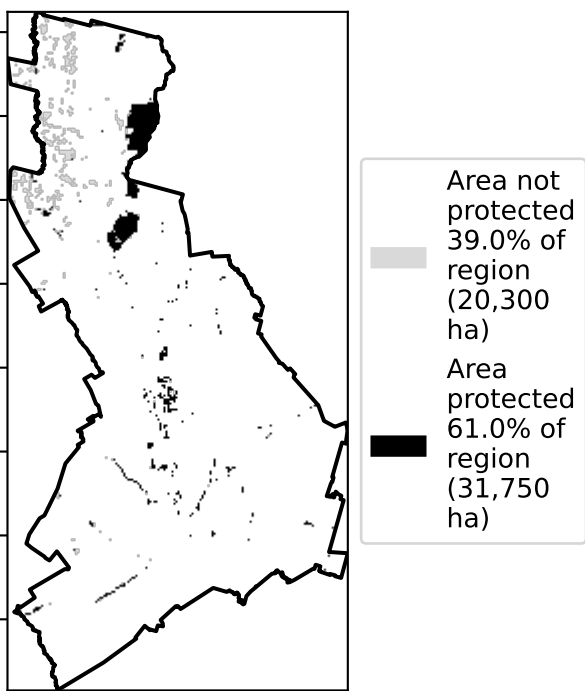 Area not
protected
39.0% of
region
(20,300
ha)
Area
protected
61.0% of
region
(31,750
ha)